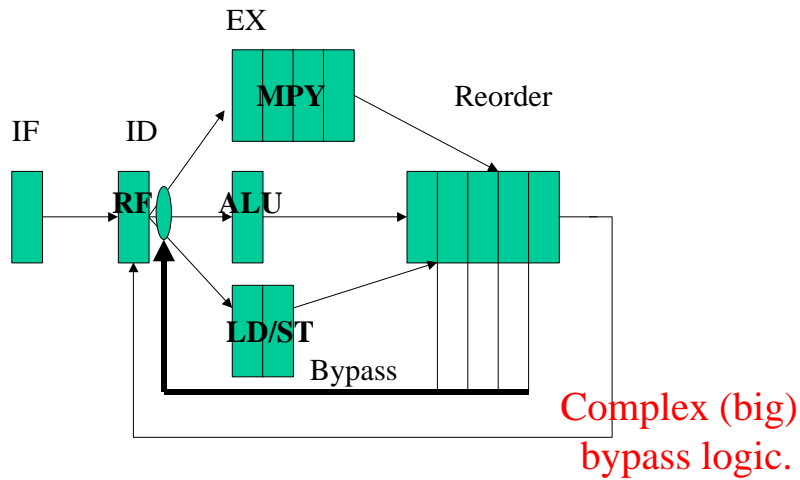 EX
MPY
Reorder
IF
ID
RF
ALU
LD/ST
Bypass
Complex (big)
bypass logic.